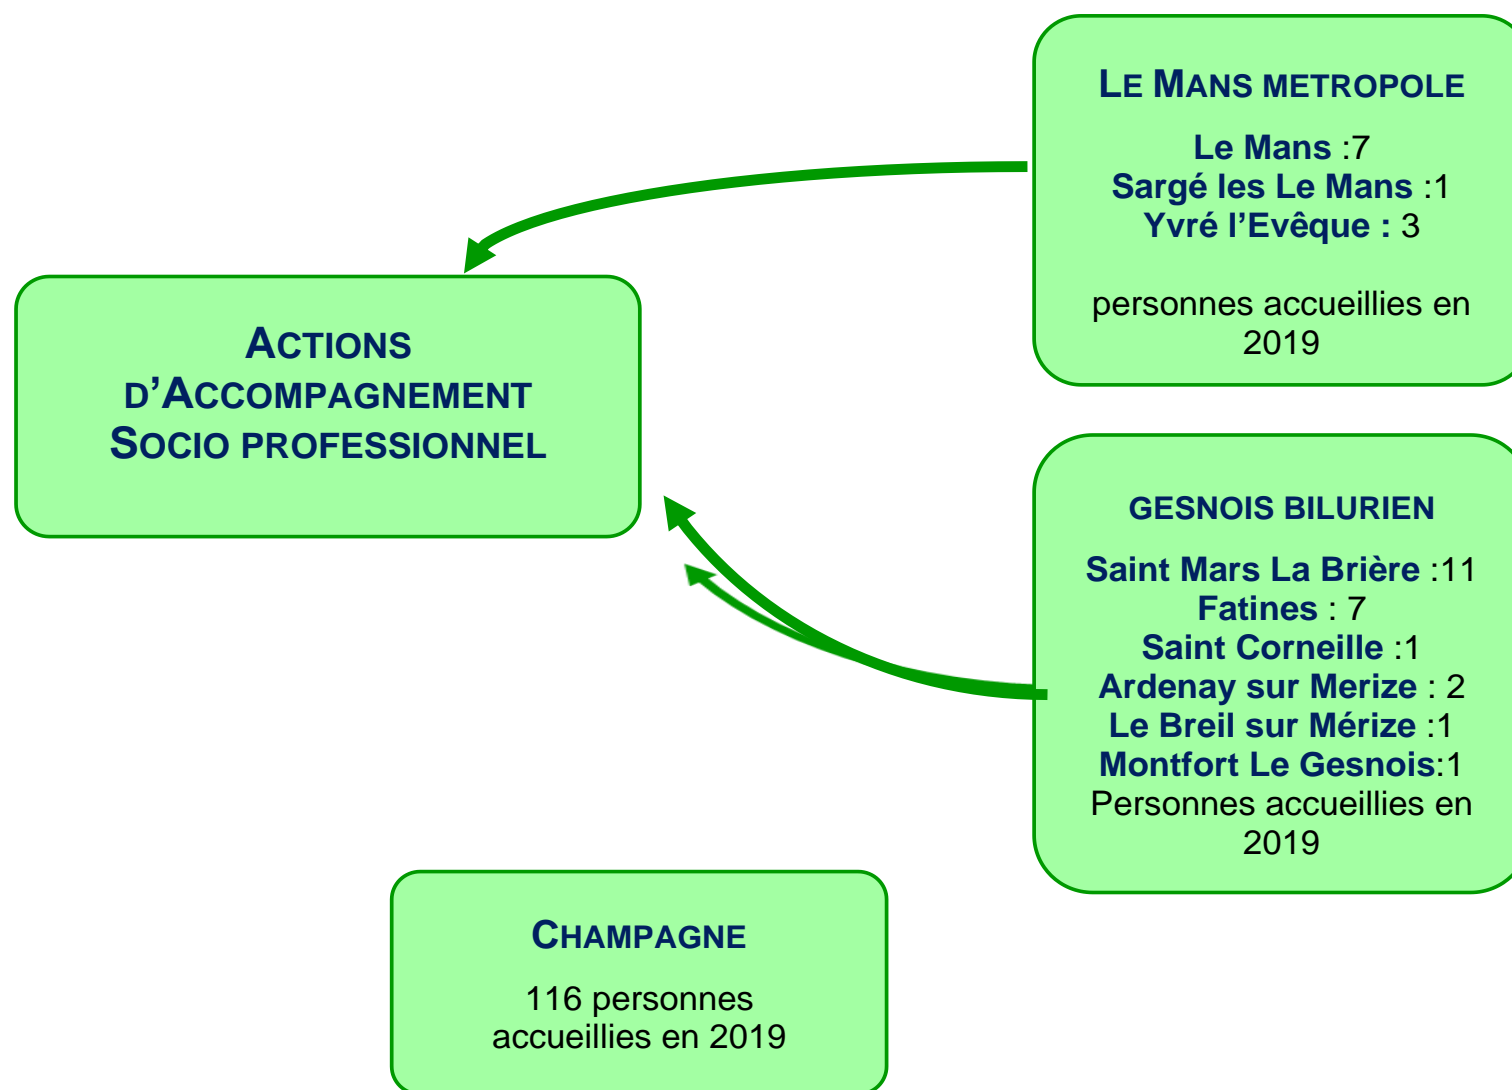 LE MANS METROPOLE
Le Mans :7
Sargé les Le Mans :1
Yvré l’Evêque : 3
personnes accueillies en
2019
ACTIONS
D’ACCOMPAGNEMENT
SOCIO PROFESSIONNEL
GESNOIS BILURIEN
Saint Mars La Brière :11
Fatines : 7
Saint Corneille :1
Ardenay sur Merize : 2
Le Breil sur Mérize :1
Montfort Le Gesnois:1
Personnes accueillies en
2019
CHAMPAGNE
116 personnes
accueillies en 2019